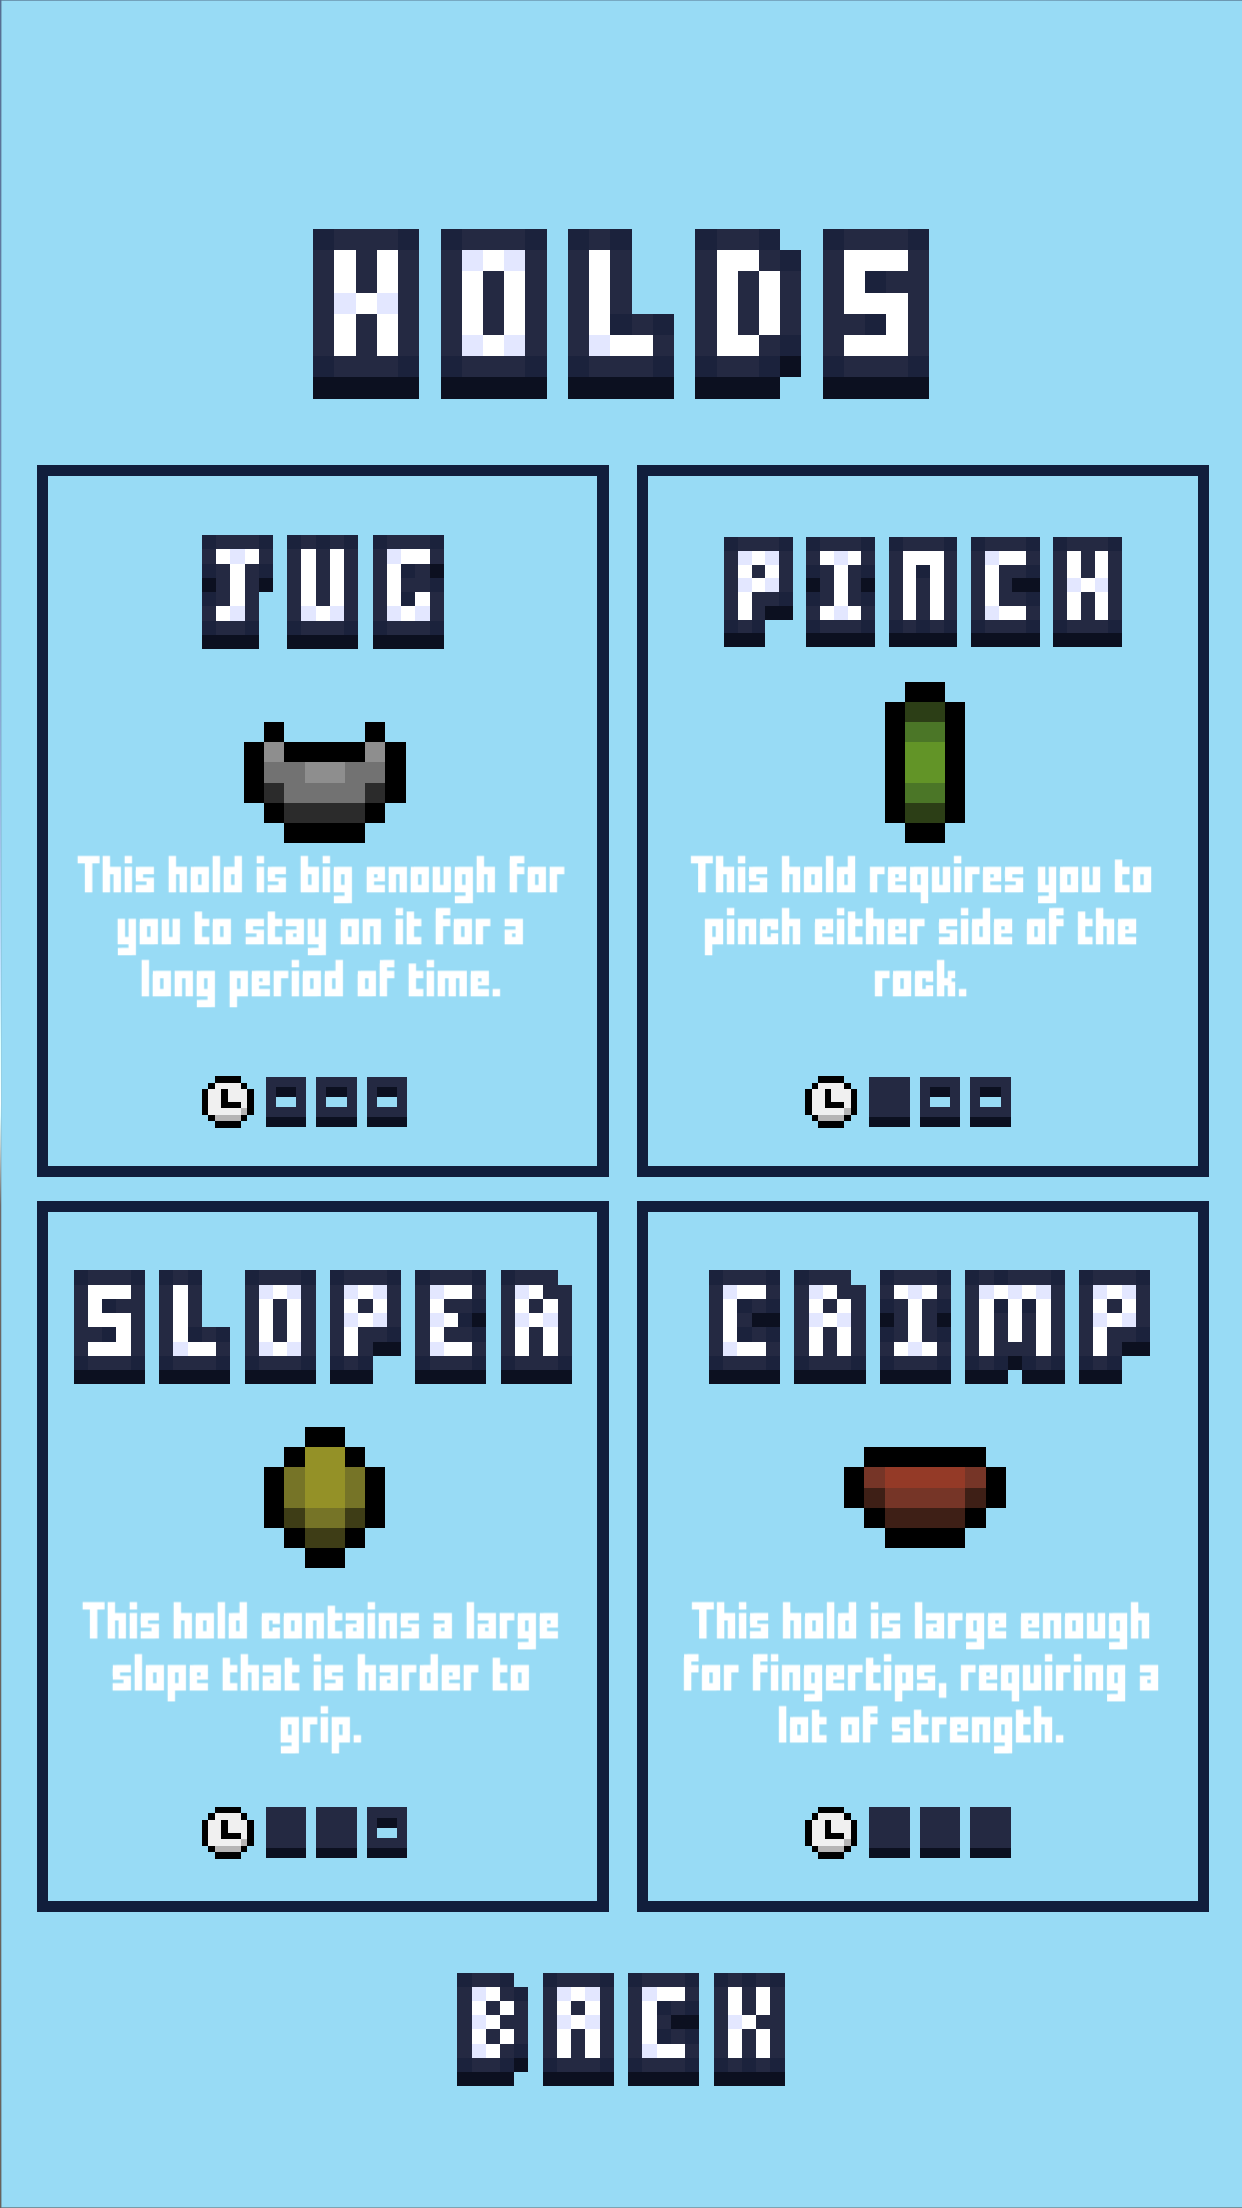 HOLDS
JUG
This hold is big enough for
you to stay on it for a
long period of time.
PINCH
This hold requires you to
pinch either side of the
rock.
SLOPER
This hold contains a large
slope that is harder to
grip.
CRIMP
This hold is large enough
for fingertips, requiring a
lot of strength.
BACK